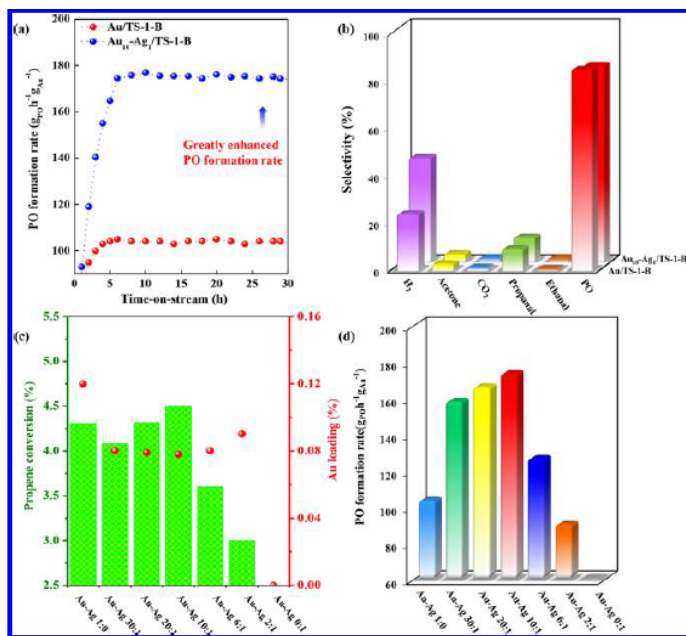 (a)
200
180
160
140
120
100
PO formation rate (gPOh-1gAu-1)
Au/TS-1-B
Au10-Ag1/TS-1-B
Greatly enhanced
PO formation rate
0 5 10 15 20 25 30
Time-on-stream (h)
(b)
100
80
60
40
20
0
Selectivity (%)
H2
Acetone
CO2
Propanal
Ethanal
PO
Au10-Ag1/TS-1-B
Au/TS-1-B
(c)
5.5
5.0
4.5
4.0
3.5
3.0
2.5
Propene conversion (%)
0.16
0.12
0.08
0.04
0.00
Au loading (%)
Au-Ag 1:0
Au-Ag 30:1
Au-Ag 20:1
Au-Ag 10:1
Au-Ag 6:1
Au-Ag 2:1
Au-Ag 0:1
(d)
200
180
160
140
120
100
80
60
PO formation rate(gPOh-1gAu-1)
Au-Ag 1:0
Au-Ag 30:1
Au-Ag 20:1
Au-Ag 10:1
Au-Ag 6:1
Au-Ag 2:1
Au-Ag 0:1